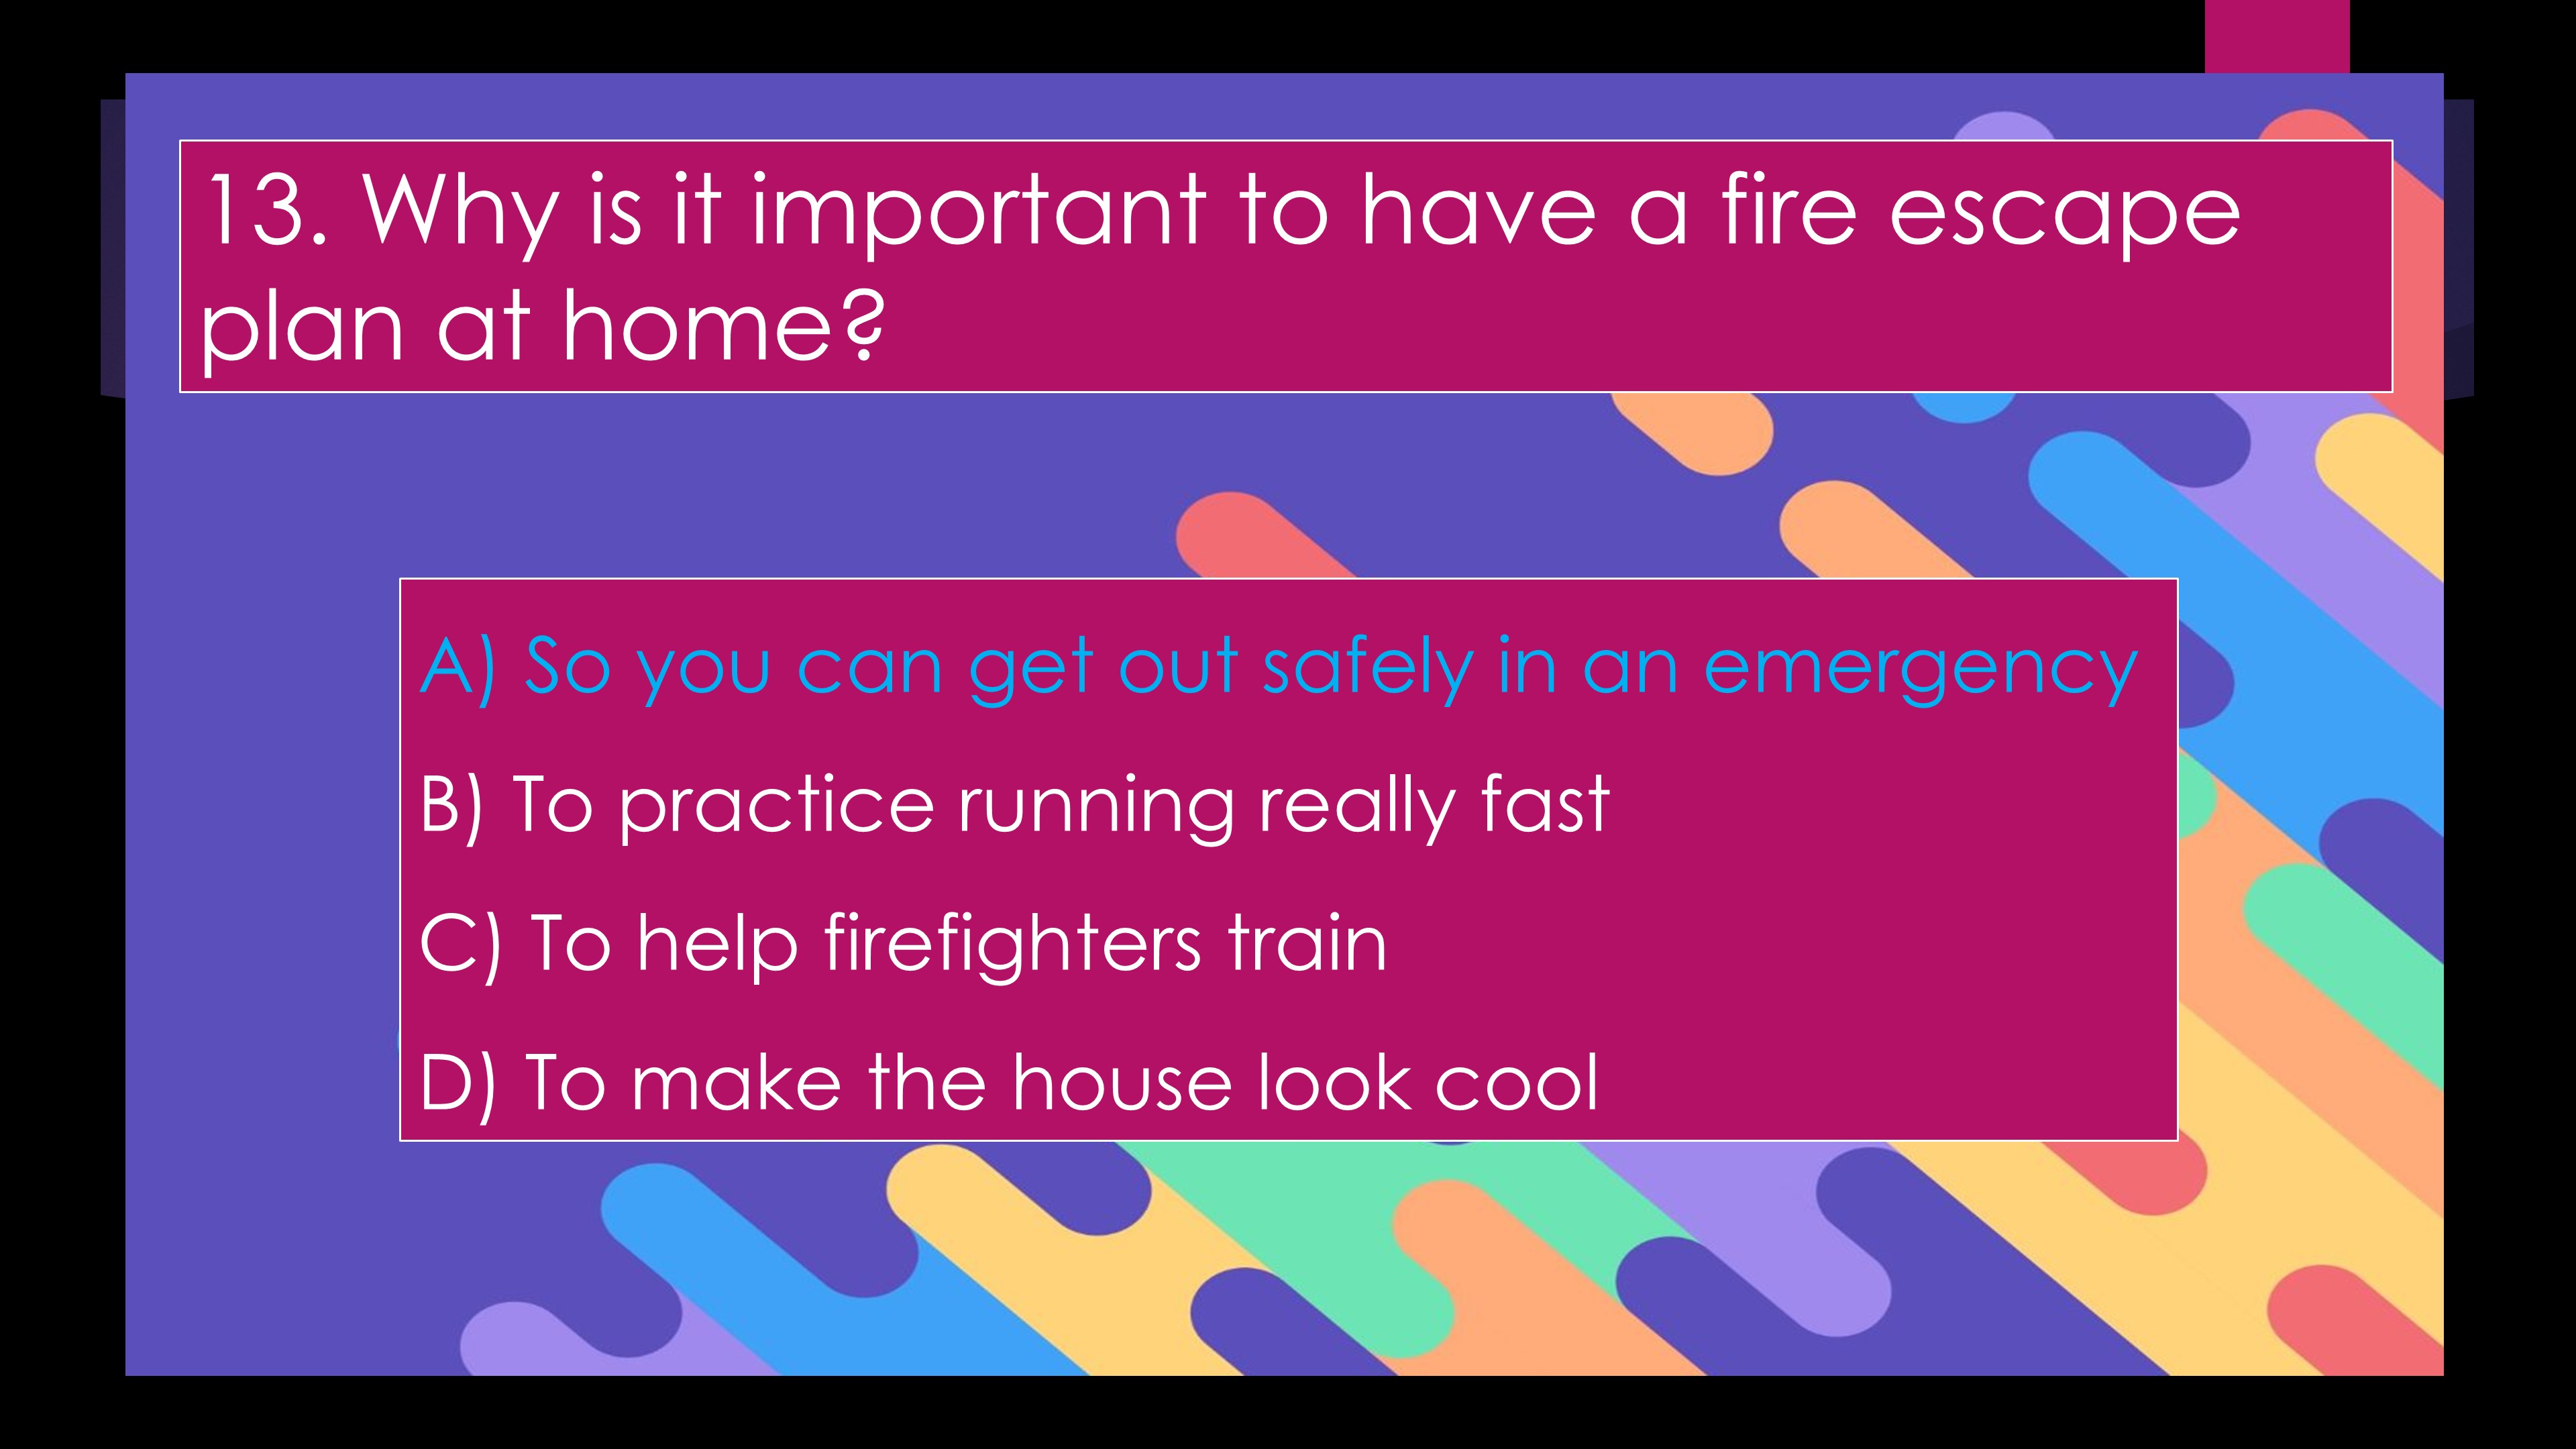 13. Why is it important to have a fire escape
plan at home?
A) So you can get out safely in an emergency
B) To practice running really fast
C) To help firefighters train
D) To make the house look cool